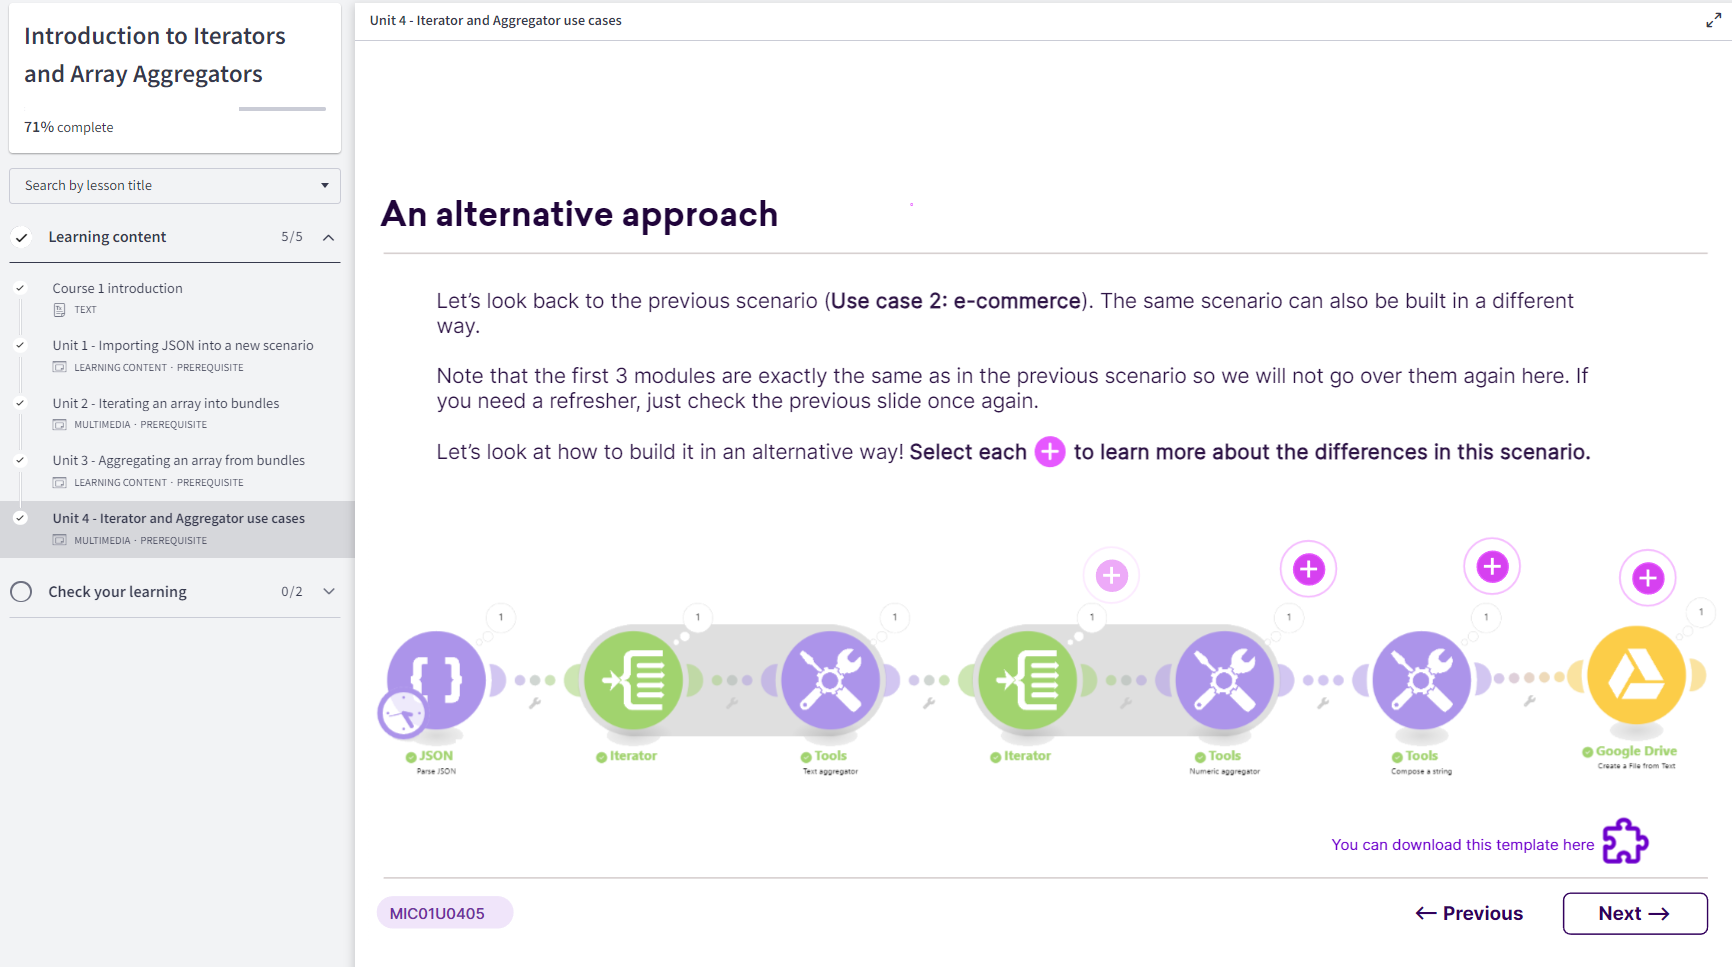 Introduction to Iterators
and Array Aggregators
71% complete
Search by lesson title
Learning content 5/5
Course 1 introduction
TEXT
Unit 1 - Importing JSON into a new scenario
LEARNING CONTENT · PREREQUISITE
Unit 2 - Iterating an array into bundles
MULTIMEDIA · PREREQUISITE
Unit 3 - Aggregating an array from bundles
LEARNING CONTENT · PREREQUISITE
Unit 4 - Iterator and Aggregator use cases
MULTIMEDIA · PREREQUISITE
Check your learning 0/2
Unit 4 - Iterator and Aggregator use cases
An alternative approach
Let's look back to the previous scenario (Use case 2: e-commerce). The same scenario can also be built in a different
way.
Note that the first 3 modules are exactly the same as in the previous scenario so we will not go over them again here. If
you need a refresher, just check the previous slide once again.
Let's look at how to build it in an alternative way! Select each + to learn more about the differences in this scenario.
1 1 1 1 1 1 1
JSON Iterator Tools Iterator Tools Tools Google Drive
Parse JSON Text aggregator Numeric aggregator Compose a string Create a File from Text
You can download this template here
MIC01U0405
← Previous Next →